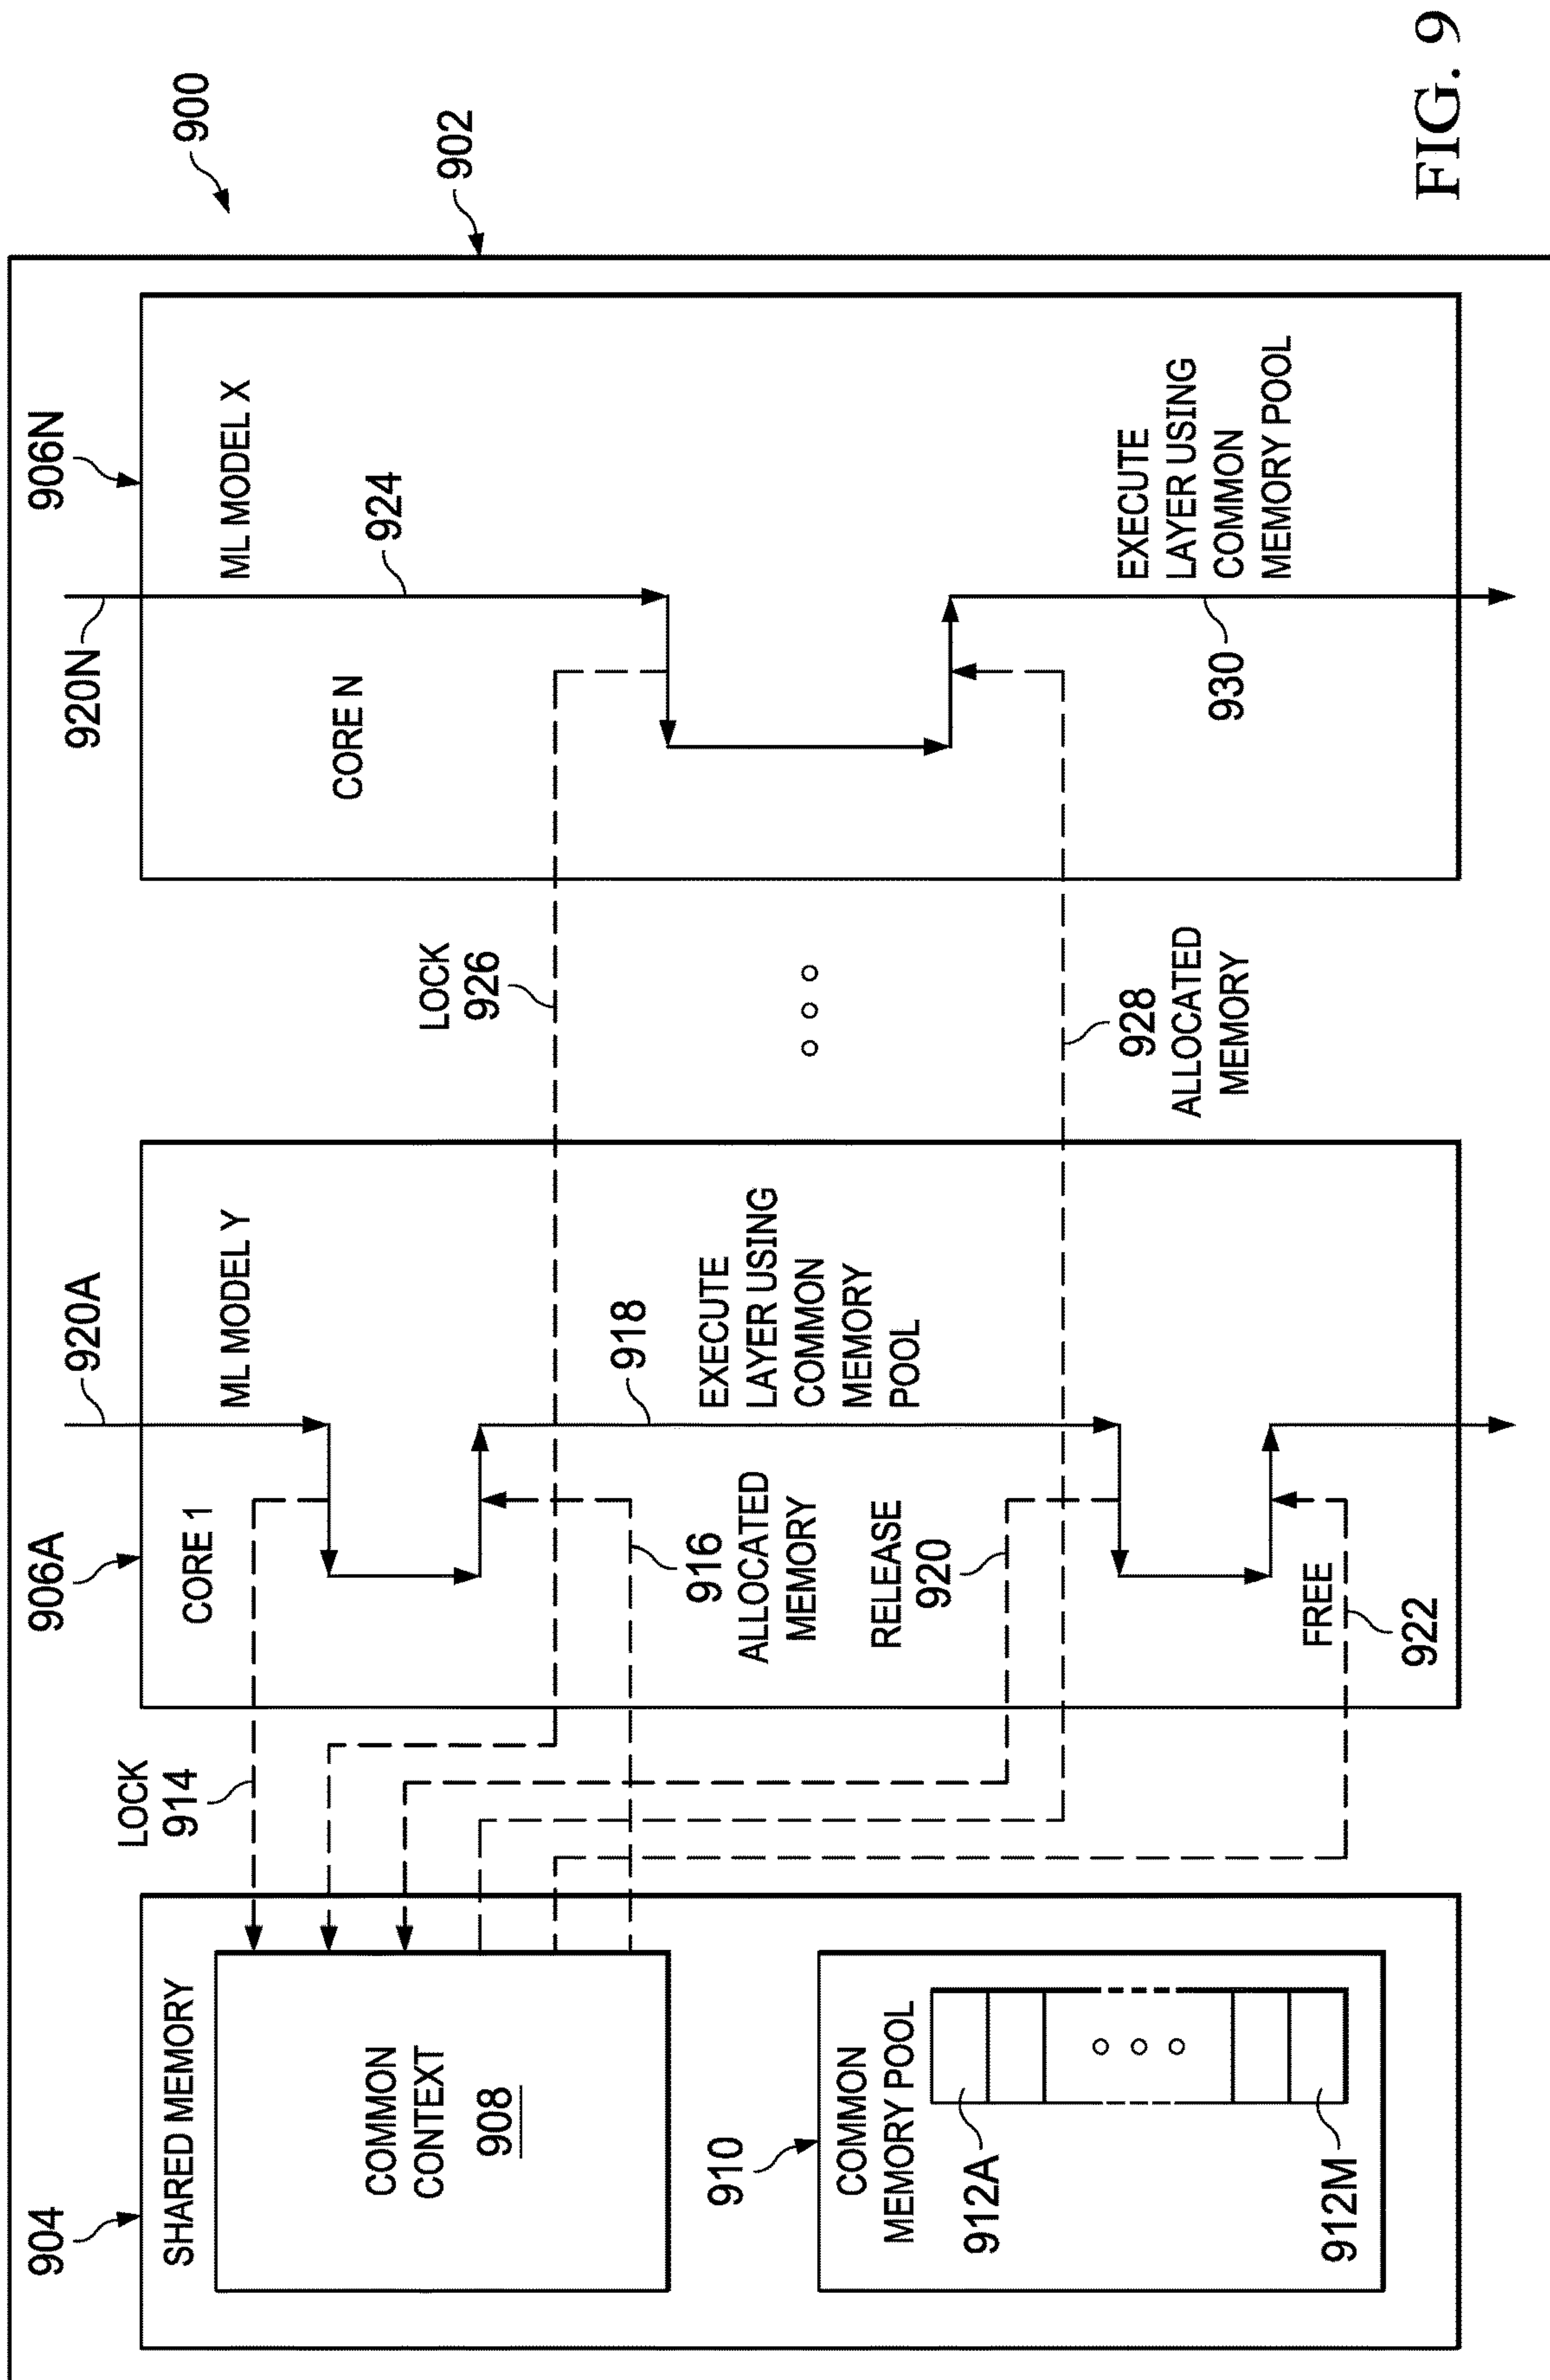 900
902
904
SHARED MEMORY
COMMON
CONTEXT
908
910
COMMON
MEMORY POOL
912A
912M
LOCK
914
906A
CORE 1
920A
ML MODEL Y
916
ALLOCATED
MEMORY
918
EXECUTE
LAYER USING
COMMON
MEMORY
POOL
RELEASE
920
FREE
922
LOCK
926
928
ALLOCATED
MEMORY
906N
920N
CORE N
ML MODEL X
924
930
EXECUTE
LAYER USING
COMMON
MEMORY POOL
FIG. 9